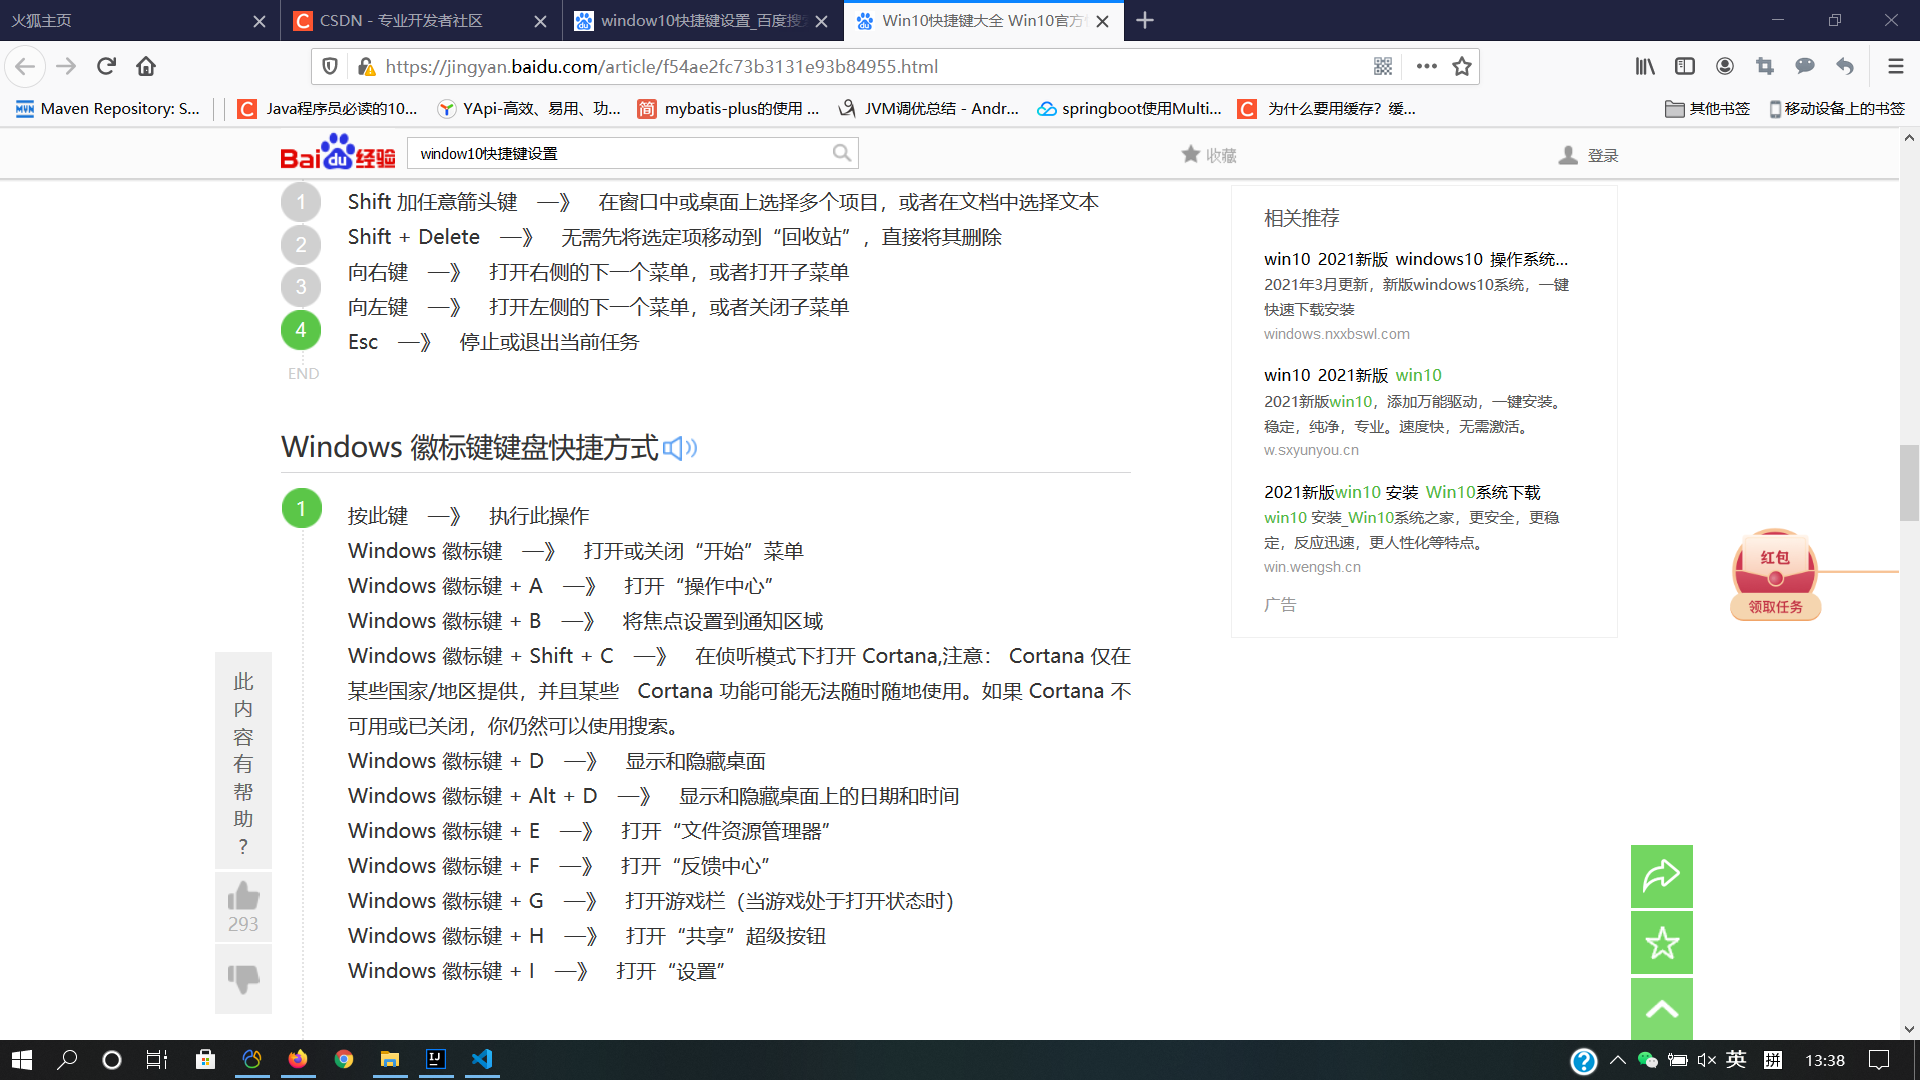 火狐主页
CSDN - 专业开发者社区
window10快捷键设置_百度搜
Win10快捷键大全 Win10官方
https://jingyan.baidu.com/article/f54ae2fc73b3131e93b84955.html
Maven Repository: S...
Java程序员必读的10...
YApi-高效、易用、功...
mybatis-plus的使用 ...
JVM调优总结 - Andr...
springboot使用Multi...
为什么要用缓存？缓...
其他书签
移动设备上的书签
Baidu经验
window10快捷键设置
收藏
登录
1 Shift 加任意箭头键 —》 在窗口中或桌面上选择多个项目，或者在文档中选择文本
2 Shift + Delete —》 无需先将选定项移动到“回收站”，直接将其删除
向右键 —》 打开右侧的下一个菜单，或者打开子菜单
3
向左键 —》 打开左侧的下一个菜单，或者关闭子菜单
4
Esc —》 停止或退出当前任务
END
Windows 徽标键键盘快捷方式
1
按此键 —》 执行此操作
Windows 徽标键 —》 打开或关闭“开始”菜单
Windows 徽标键 + A —》 打开“操作中心”
Windows 徽标键 + B —》 将焦点设置到通知区域
Windows 徽标键 + Shift + C —》 在侦听模式下打开 Cortana,注意： Cortana 仅在
某些国家/地区提供，并且某些 Cortana 功能可能无法随时随地使用。如果 Cortana 不
可用或已关闭，你仍然可以使用搜索。
Windows 徽标键 + D —》 显示和隐藏桌面
Windows 徽标键 + Alt + D —》 显示和隐藏桌面上的日期和时间
Windows 徽标键 + E —》 打开“文件资源管理器”
Windows 徽标键 + F —》 打开“反馈中心”
Windows 徽标键 + G —》 打开游戏栏（当游戏处于打开状态时）
Windows 徽标键 + H —》 打开“共享”超级按钮
Windows 徽标键 + I —》 打开“设置”
此
内
容
有
帮
助
?
293
相关推荐
win10 2021新版 windows10 操作系统...
2021年3月更新，新版windows10系统，一键
快速下载安装
windows.nxxbswl.com
win10 2021新版 win10
2021新版win10，添加万能驱动，一键安装。
稳定，纯净，专业。速度快，无需激活。
w.sxyunyou.cn
2021新版win10 安装 Win10系统下载
win10 安装_Win10系统之家，更安全，更稳
定，反应迅速，更人性化等特点。
win.wengsh.cn
广告
红包
领取任务
英
拼
13:38